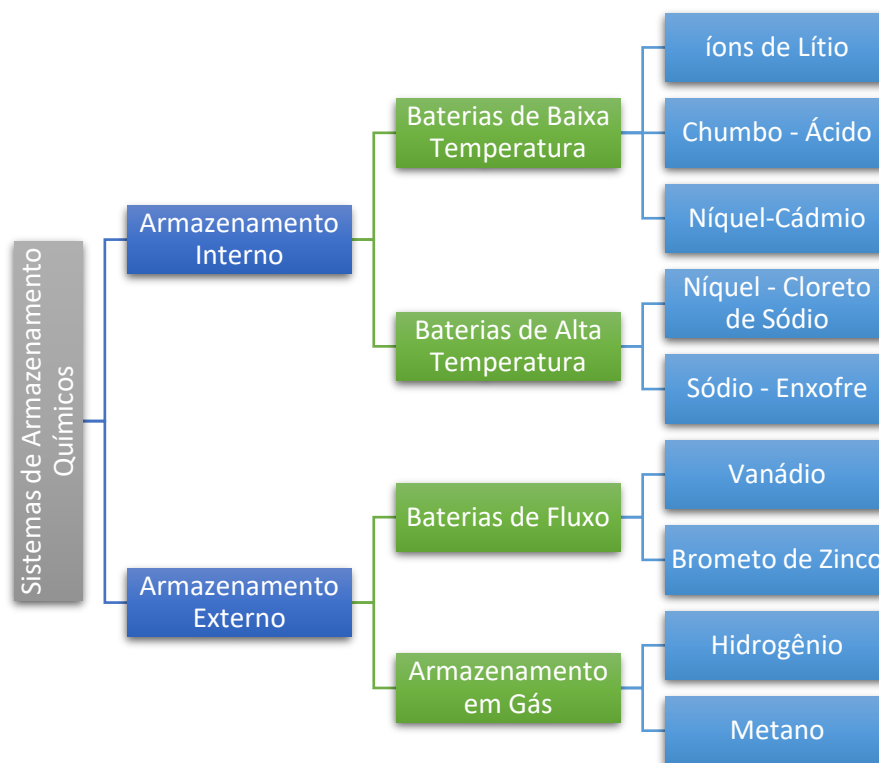 Sistemas de Armazenamento
Químicos
Armazenamento
Interno
Baterias de Baixa
Temperatura
íons de Lítio
Chumbo - Ácido
Níquel-Cádmio
Baterias de Alta
Temperatura
Níquel - Cloreto
de Sódio
Sódio - Enxofre
Armazenamento
Externo
Baterias de Fluxo
Vanádio
Brometo de Zinco
Armazenamento
em Gás
Hidrogênio
Metano